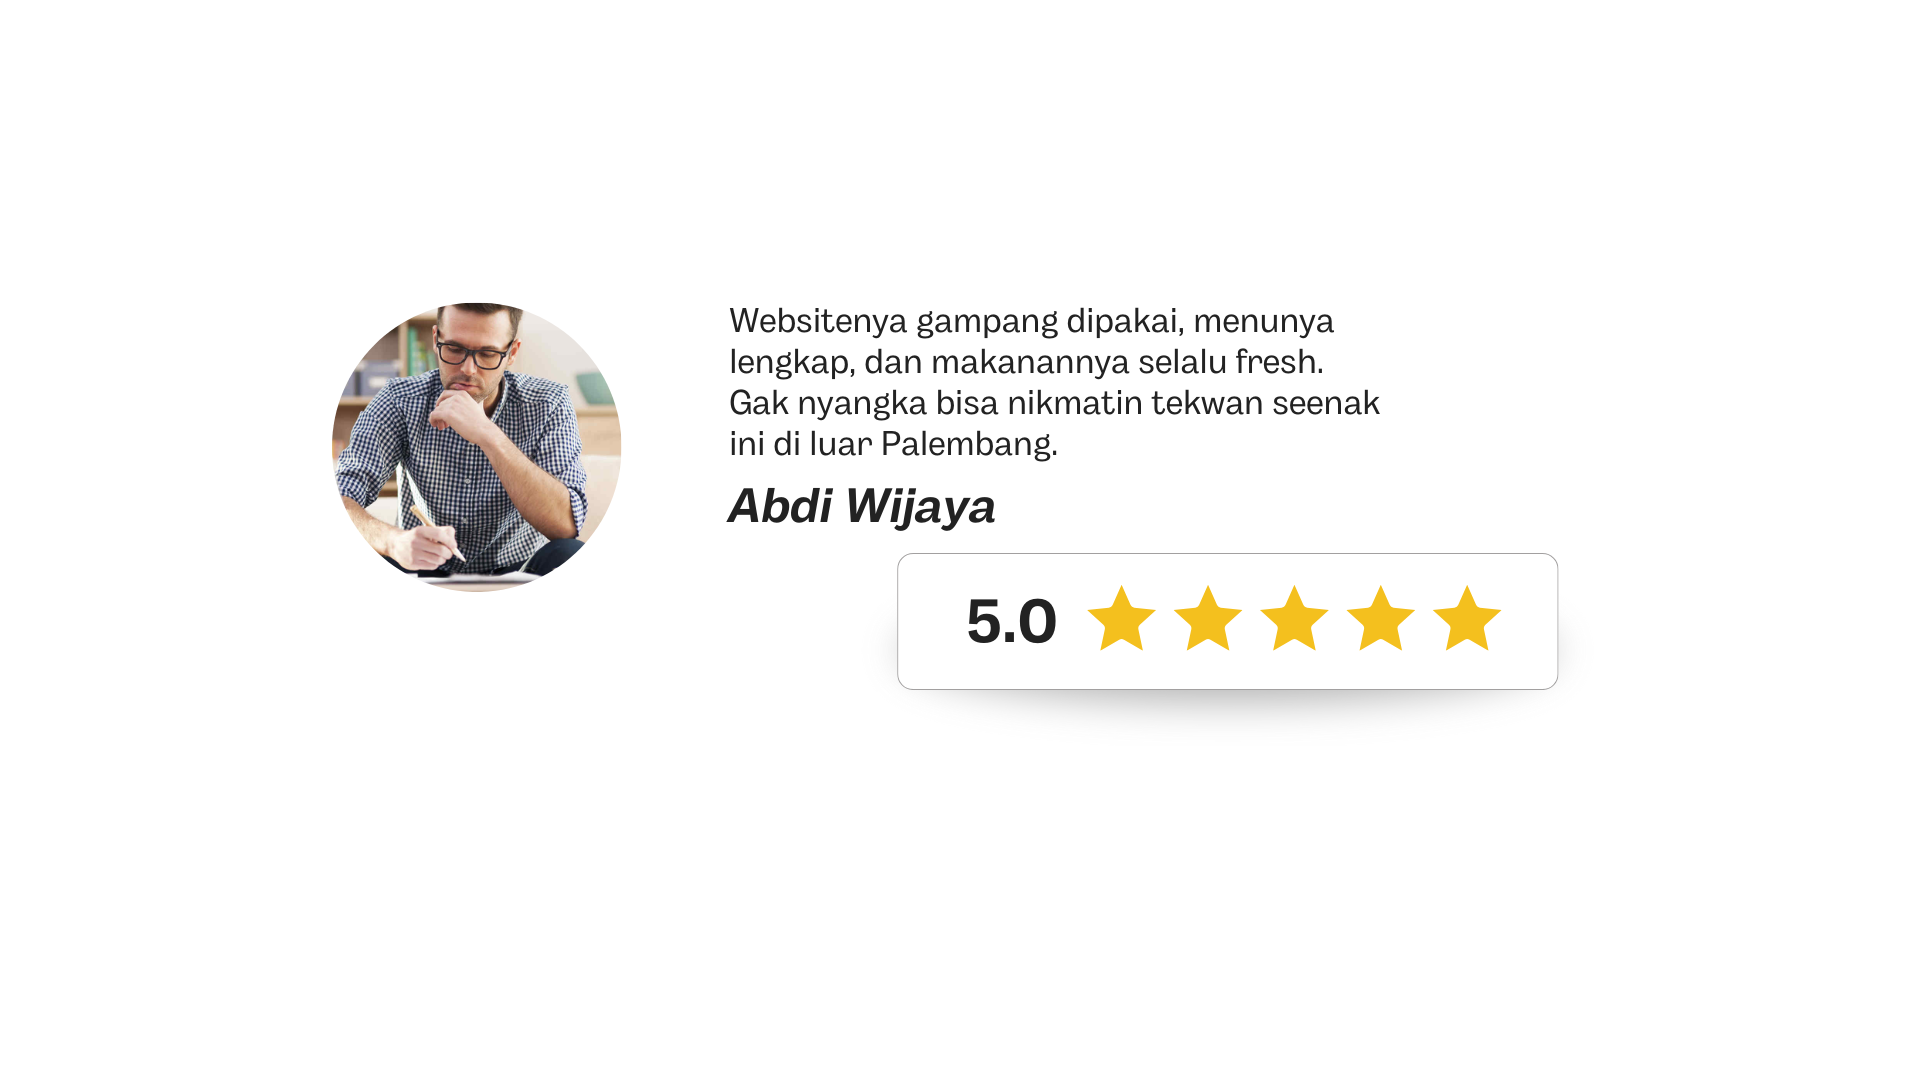 Websitenya gampang dipakai, menunya
lengkap, dan makanannya selalu fresh.
Gak nyangka bisa nikmatin tekwan seenak
ini di luar Palembang.
Abdi Wijaya
5.0